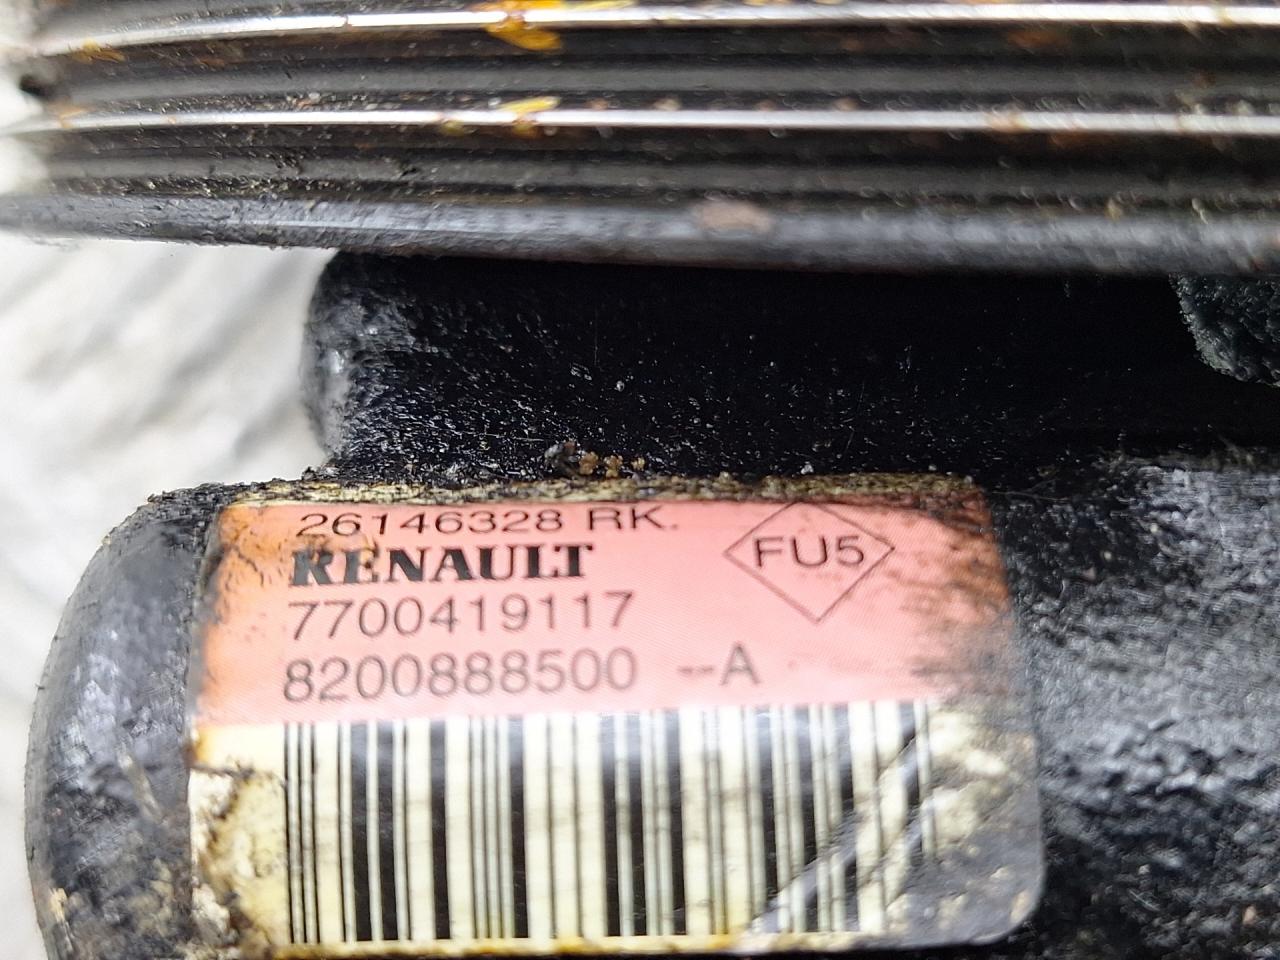 26146328 RK.
RENAULT
FU5
7700419117
8200888500 --A